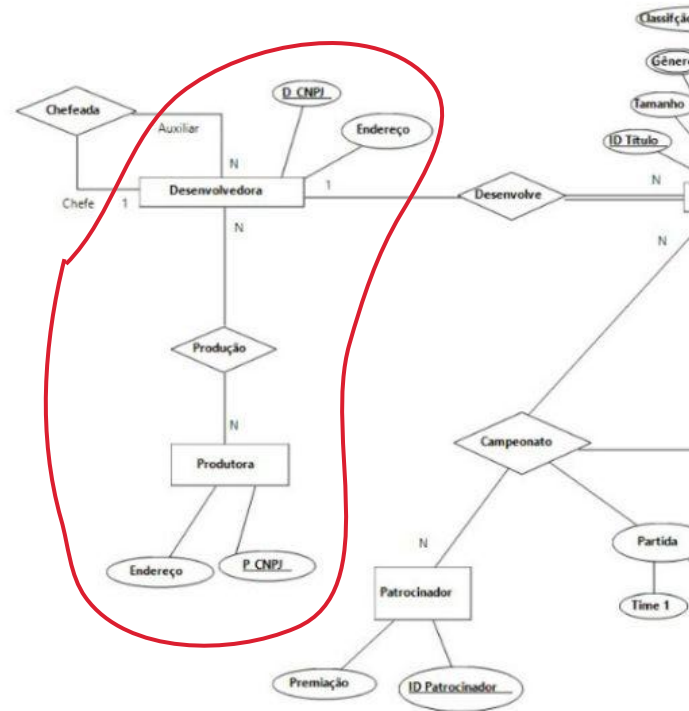 Classifçã
Gênero
Tamanho
ID Título
D_CNPJ
Endereço
Chefeada
Auxiliar
N
Desenvolvedora
1
Desenvolve
N
Chefe
1
N
N
Produção
N
Produtora
Campeonato
Endereço
P_CNPJ
N
Partida
Patrocinador
Time 1
Premiação
ID Patrocinador